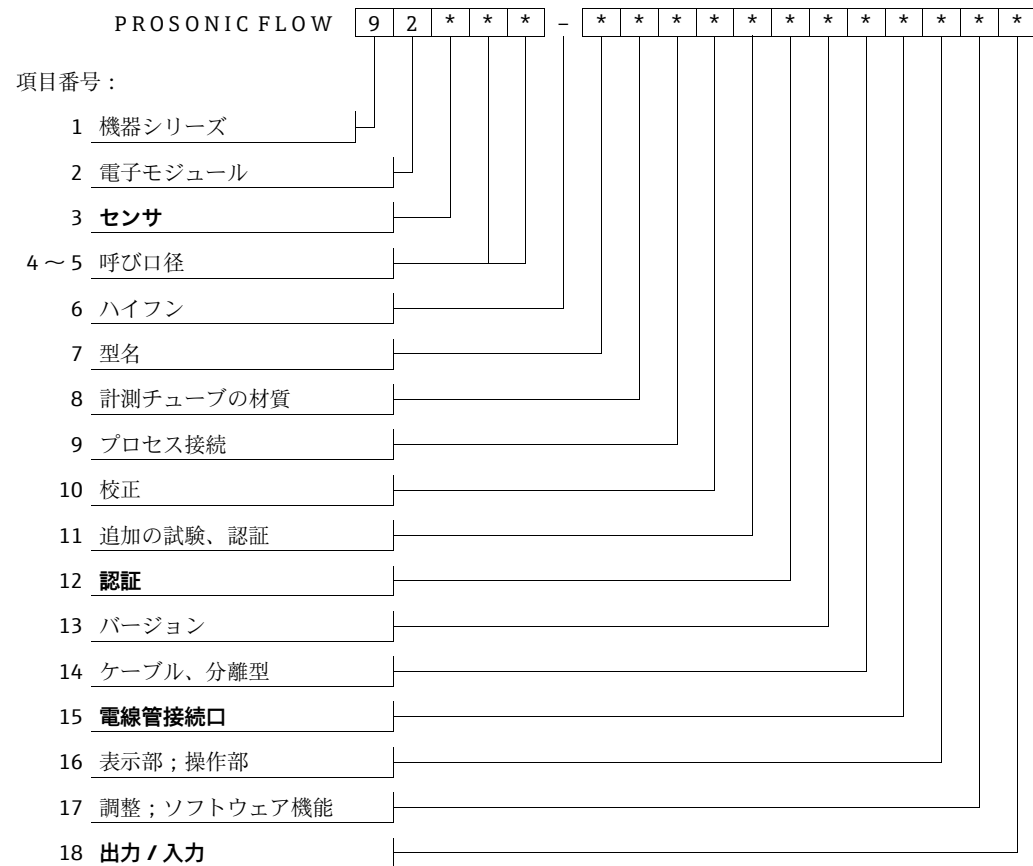 PROSONIC FLOW 9 2 * * * – * * * * * * * * * * * *
項目番号 :
1 機器シリーズ
2 電子モジュール
3 センサ
4 ~ 5 呼び口径
6 ハイフン
7 型名
8 計測チューブの材質
9 プロセス接続
10 校正
11 追加の試験、認証
12 認証
13 バージョン
14 ケーブル、分離型
15 電線管接続口
16 表示部 ; 操作部
17 調整 ; ソフトウェア機能
18 出力 / 入力